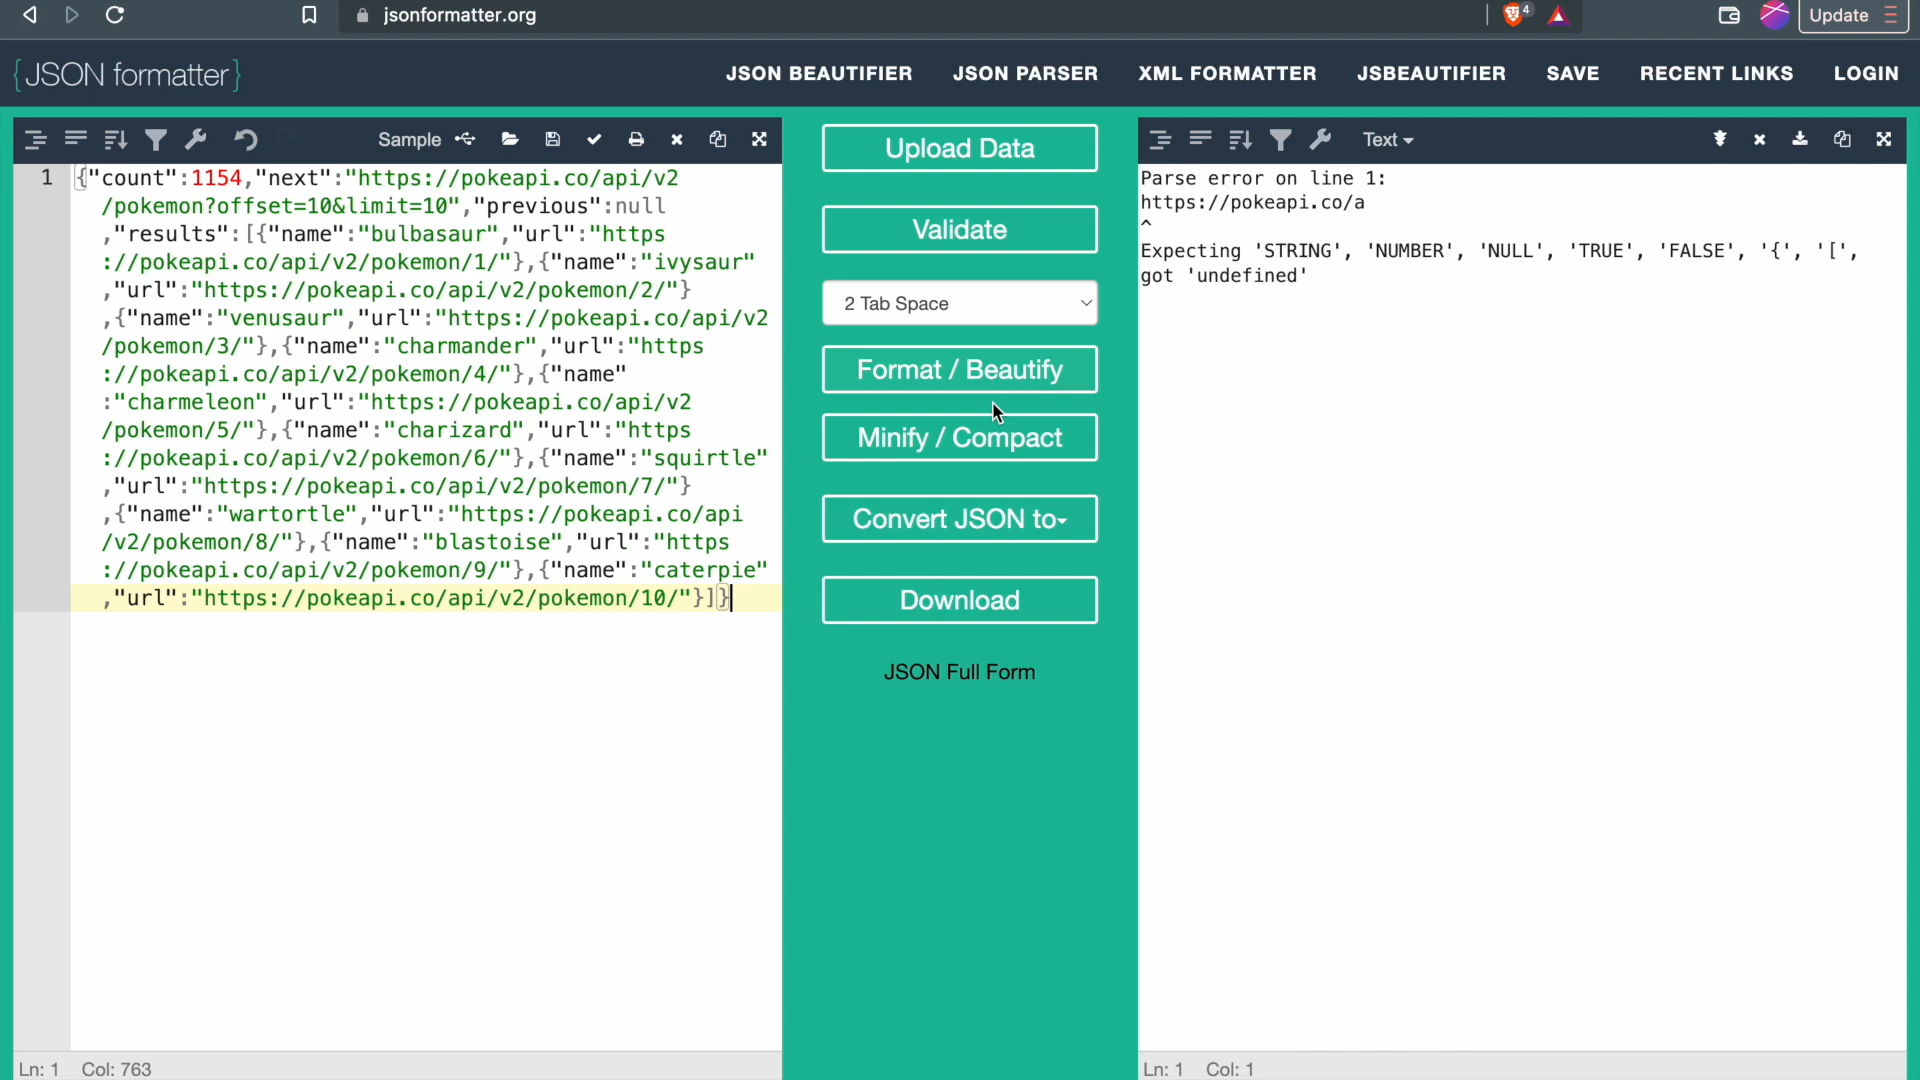 jsonformatter.org
4
Update
{JSON formatter}
JSON BEAUTIFIER
JSON PARSER
XML FORMATTER
JSBEAUTIFIER
SAVE
RECENT LINKS
LOGIN
Sample
1
{"count":1154,"next":"https://pokeapi.co/api/v2
/pokemon?offset=10&limit=10","previous":null
,"results":[{"name":"bulbasaur","url":"https
://pokeapi.co/api/v2/pokemon/1/"},{"name":"ivysaur"
,"url":"https://pokeapi.co/api/v2/pokemon/2/"}
,{"name":"venusaur","url":"https://pokeapi.co/api/v2
/pokemon/3/"},{"name":"charmander","url":"https
://pokeapi.co/api/v2/pokemon/4/"},{"name"
:"charmeleon","url":"https://pokeapi.co/api/v2
/pokemon/5/"},{"name":"charizard","url":"https
://pokeapi.co/api/v2/pokemon/6/"},{"name":"squirtle"
,"url":"https://pokeapi.co/api/v2/pokemon/7/"}
,{"name":"wartortle","url":"https://pokeapi.co/api
/v2/pokemon/8/"},{"name":"blastoise","url":"https
://pokeapi.co/api/v2/pokemon/9/"},{"name":"caterpie"
,"url":"https://pokeapi.co/api/v2/pokemon/10/"}]}
Ln: 1 Col: 763
Upload Data
Validate
2 Tab Space
Format / Beautify
Minify / Compact
Convert JSON to
Download
JSON Full Form
Text
Parse error on line 1:
https://pokeapi.co/a
^
Expecting 'STRING', 'NUMBER', 'NULL', 'TRUE', 'FALSE', '{', '[',
got 'undefined'
Ln: 1 Col: 1